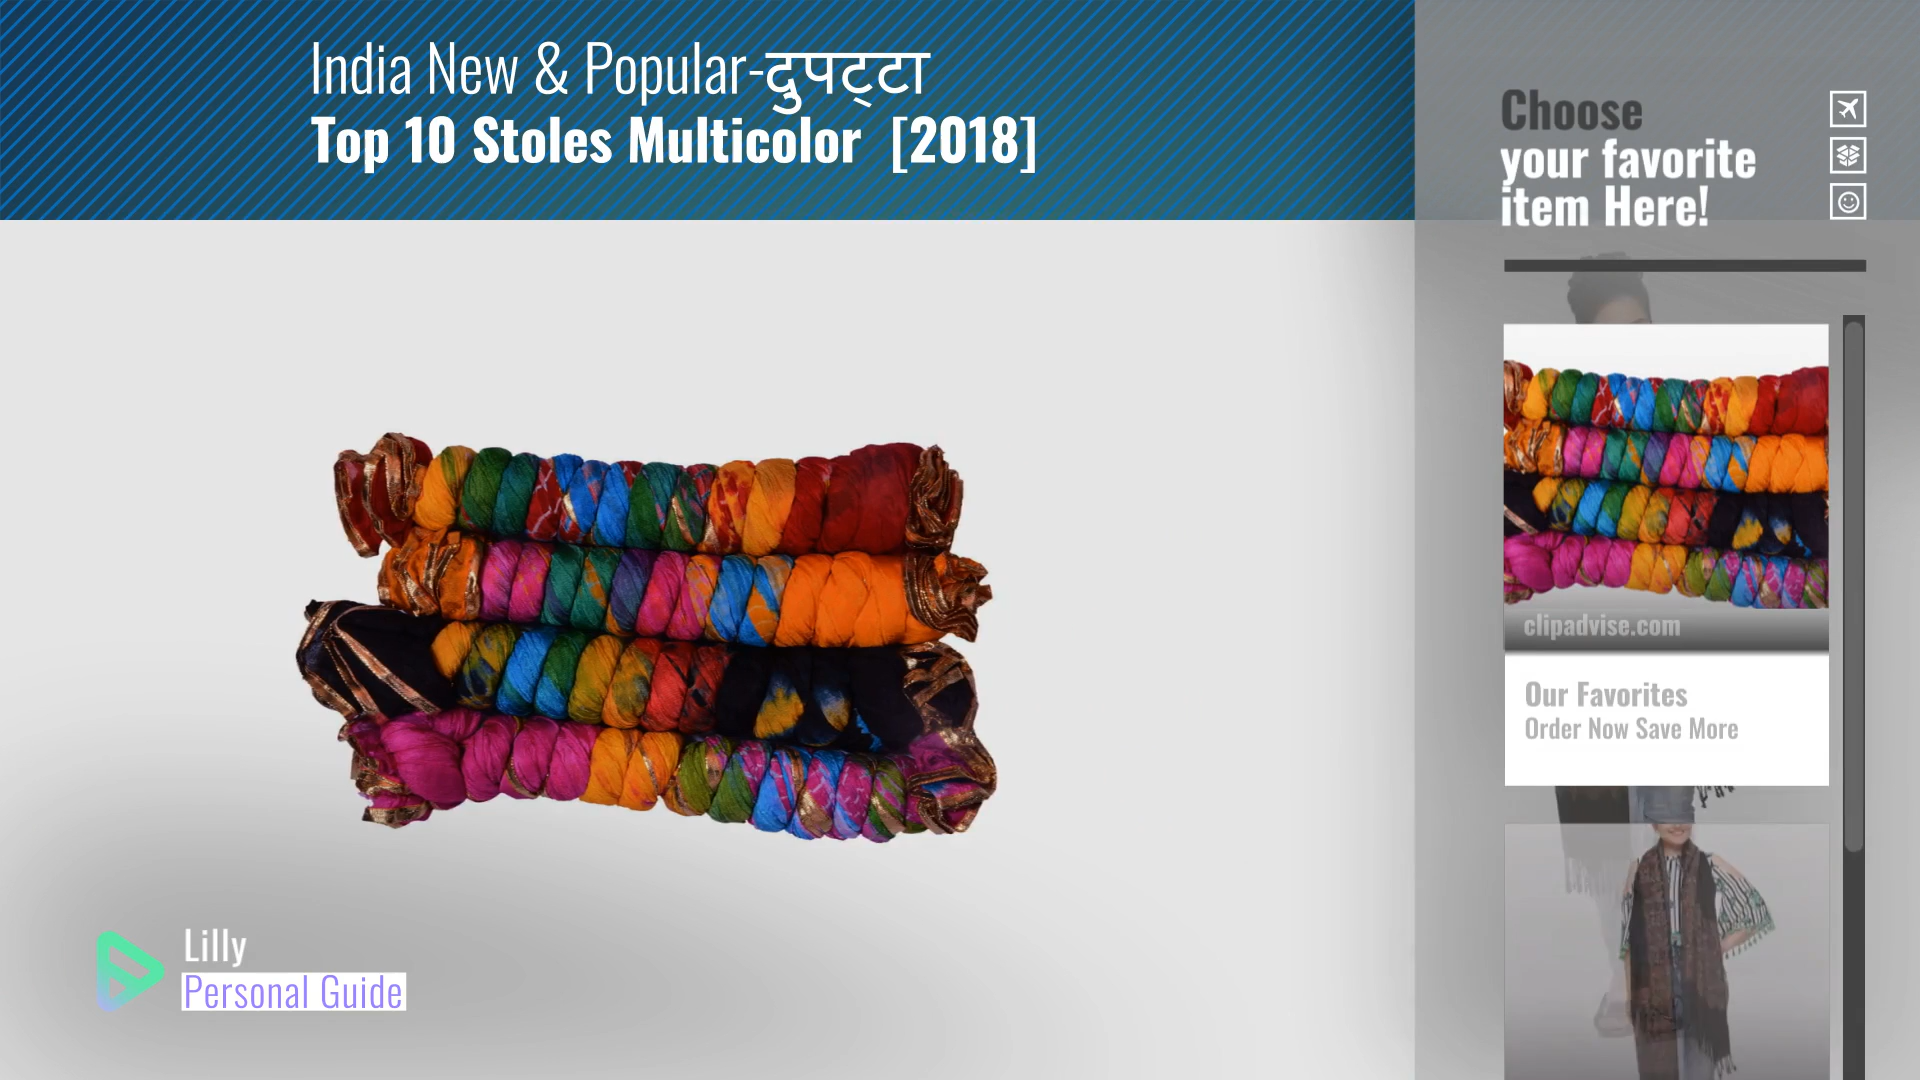 India New & Popular-दुपट्टा
Top 10 Stoles Multicolor [2018]
Choose
your favorite
item Here!
clipadvise.com
Our Favorites
Order Now Save More
Lilly
Personal Guide